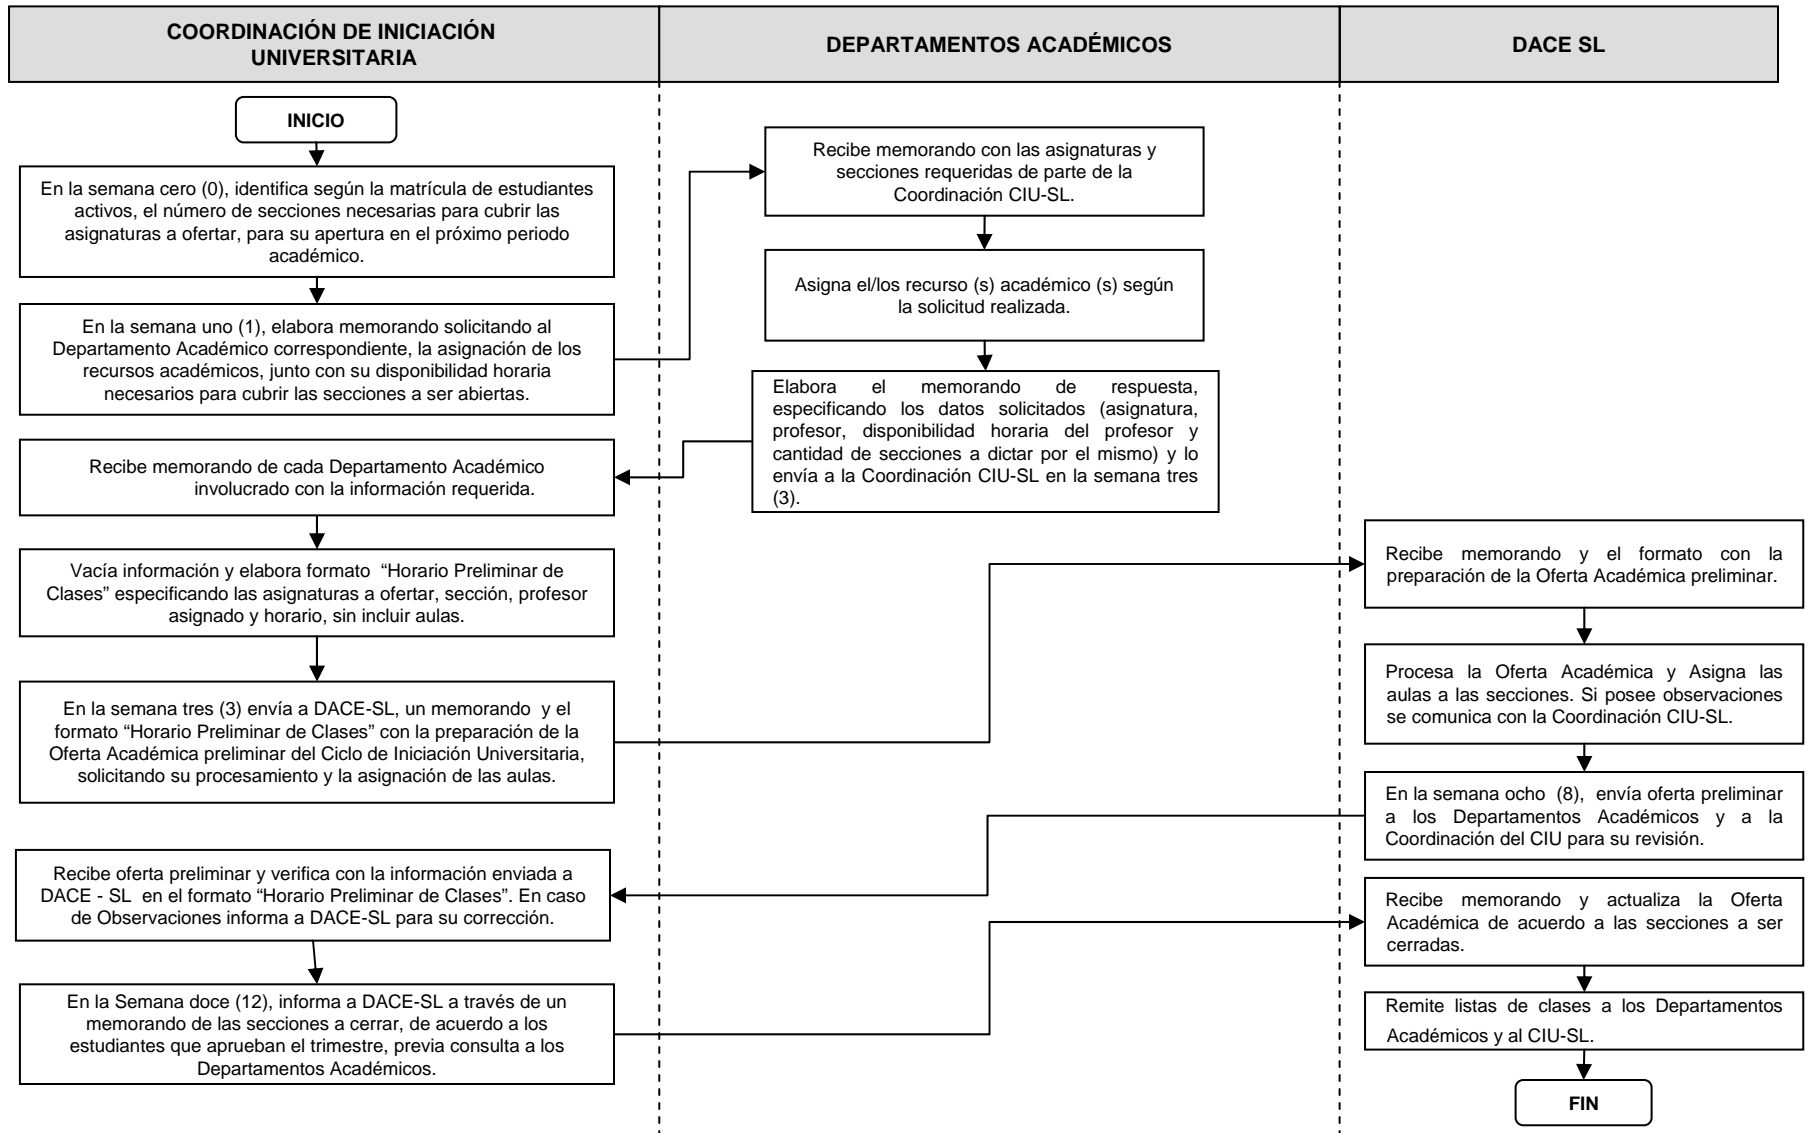 COORDINACIÓN DE INICIACIÓN
UNIVERSITARIA
DEPARTAMENTOS ACADÉMICOS
DACE SL
INICIO
En la semana cero (0), identifica según la matrícula de estudiantes
activos, el número de secciones necesarias para cubrir las
asignaturas a ofertar, para su apertura en el próximo periodo
académico.
En la semana uno (1), elabora memorando solicitando al
Departamento Académico correspondiente, la asignación de los
recursos académicos, junto con su disponibilidad horaria
necesarios para cubrir las secciones a ser abiertas.
Recibe memorando con las asignaturas y
secciones requeridas de parte de la
Coordinación CIU-SL.
Asigna el/los recurso (s) académico (s) según
la solicitud realizada.
Elabora el memorando de respuesta,
especificando los datos solicitados (asignatura,
profesor, disponibilidad horaria del profesor y
cantidad de secciones a dictar por el mismo) y lo
envía a la Coordinación CIU-SL en la semana tres
(3).
Recibe memorando de cada Departamento Académico
involucrado con la información requerida.
Vacía información y elabora formato “Horario Preliminar de
Clases” especificando las asignaturas a ofertar, sección, profesor
asignado y horario, sin incluir aulas.
En la semana tres (3) envía a DACE-SL, un memorando y el
formato “Horario Preliminar de Clases” con la preparación de la
Oferta Académica preliminar del Ciclo de Iniciación Universitaria,
solicitando su procesamiento y la asignación de las aulas.
Recibe memorando y el formato con la
preparación de la Oferta Académica preliminar.
Procesa la Oferta Académica y Asigna las
aulas a las secciones. Si posee observaciones
se comunica con la Coordinación CIU-SL.
En la semana ocho (8), envía oferta preliminar
a los Departamentos Académicos y a la
Coordinación del CIU para su revisión.
Recibe oferta preliminar y verifica con la información enviada a
DACE - SL en el formato “Horario Preliminar de Clases”. En caso
de Observaciones informa a DACE-SL para su corrección.
En la Semana doce (12), informa a DACE-SL a través de un
memorando de las secciones a cerrar, de acuerdo a los
estudiantes que aprueban el trimestre, previa consulta a los
Departamentos Académicos.
Recibe memorando y actualiza la Oferta
Académica de acuerdo a las secciones a ser
cerradas.
Remite listas de clases a los Departamentos
Académicos y al CIU-SL.
FIN